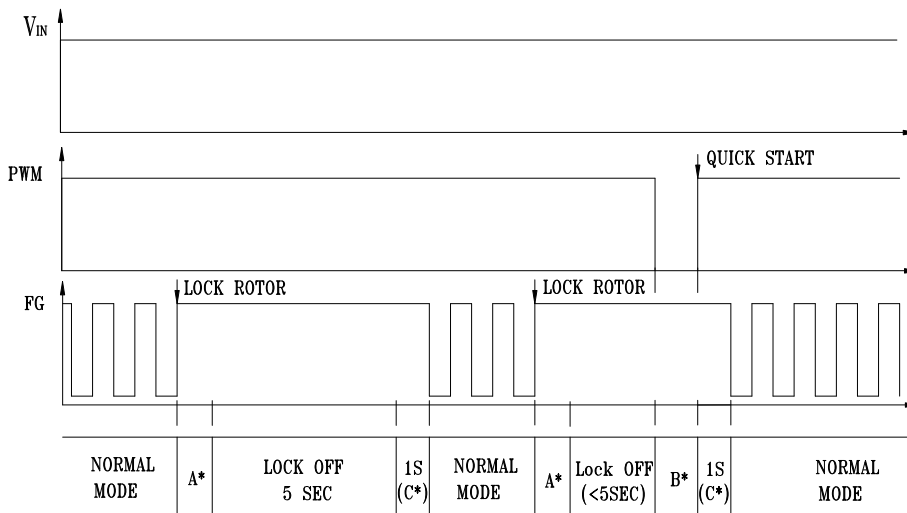 VIN
PWM
QUICK START
FG
LOCK ROTOR
LOCK ROTOR
NORMAL MODE
A*
LOCK OFF
5 SEC
1S
(C*)
NORMAL
MODE
A*
Lock OFF
(<5SEC)
B*
1S
(C*)
NORMAL
MODE